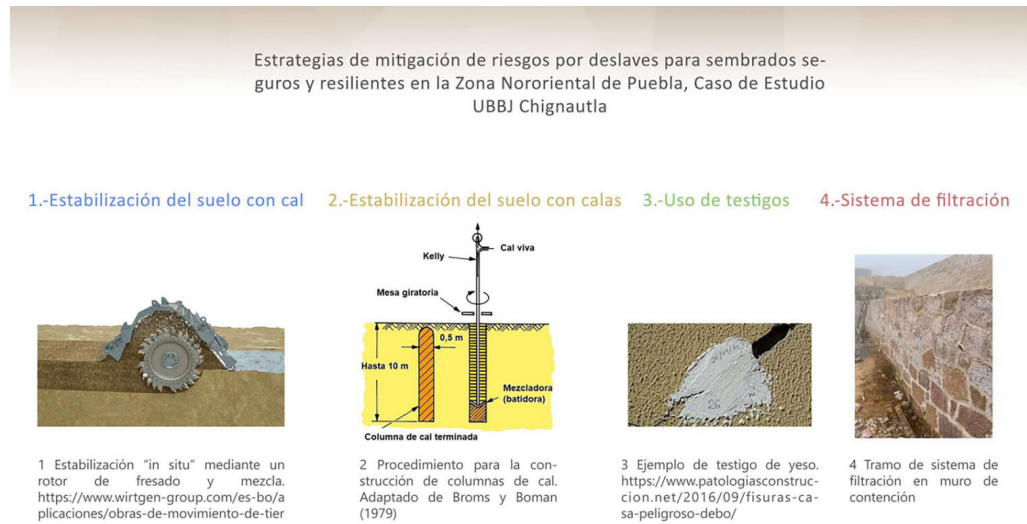 Estrategias de mitigación de riesgos por deslaves para sembrados se-
guros y resilientes en la Zona Nororiental de Puebla, Caso de Estudio
UBBJ Chignautla
1.-Estabilización del suelo con cal
2.-Estabilización del suelo con calas
3.-Uso de testigos
4.-Sistema de filtración
Cal viva
Kelly
Mesa giratoria
0,5 m
Hasta 10 m
Mezcladora
(batidora)
Columna de cal terminada
26
1 Estabilización "in situ" mediante un
rotor de fresado y mezcla.
https://www.wirtgen-group.com/es-bo/a
plicaciones/obras-de-movimiento-de-tier
2 Procedimiento para la con-
strucción de columnas de cal.
Adaptado de Broms y Boman
(1979)
3 Ejemplo de testigo de yeso.
https://www.patologiasconstruc-
cion.net/2016/09/fisuras-ca-
sa-peligroso-debo/
4 Tramo de sistema de
filtración en muro de
contención